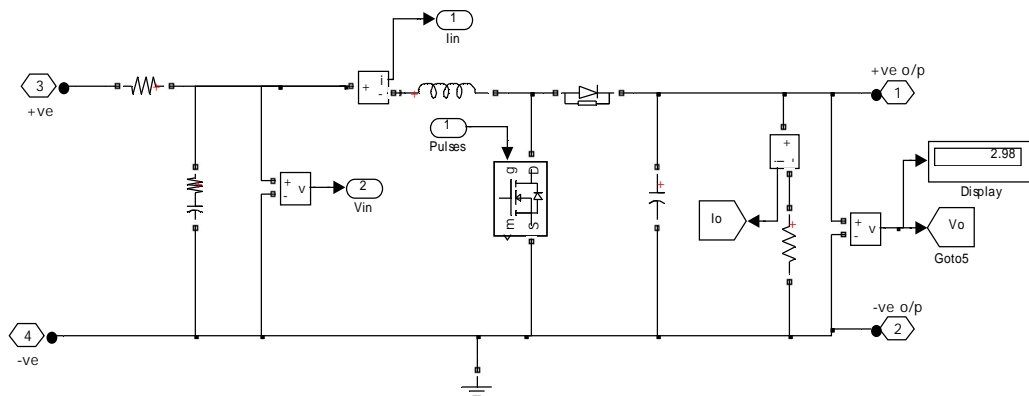 1
Iin
3
+ve
i
+
-
1
Pulses
g
D
m
S
+
-
v
2
Vin
+ve o/p
1
+
i
-
2.98
Display
Io
+
-
v
Vo
Goto5
-ve o/p
2
4
-ve